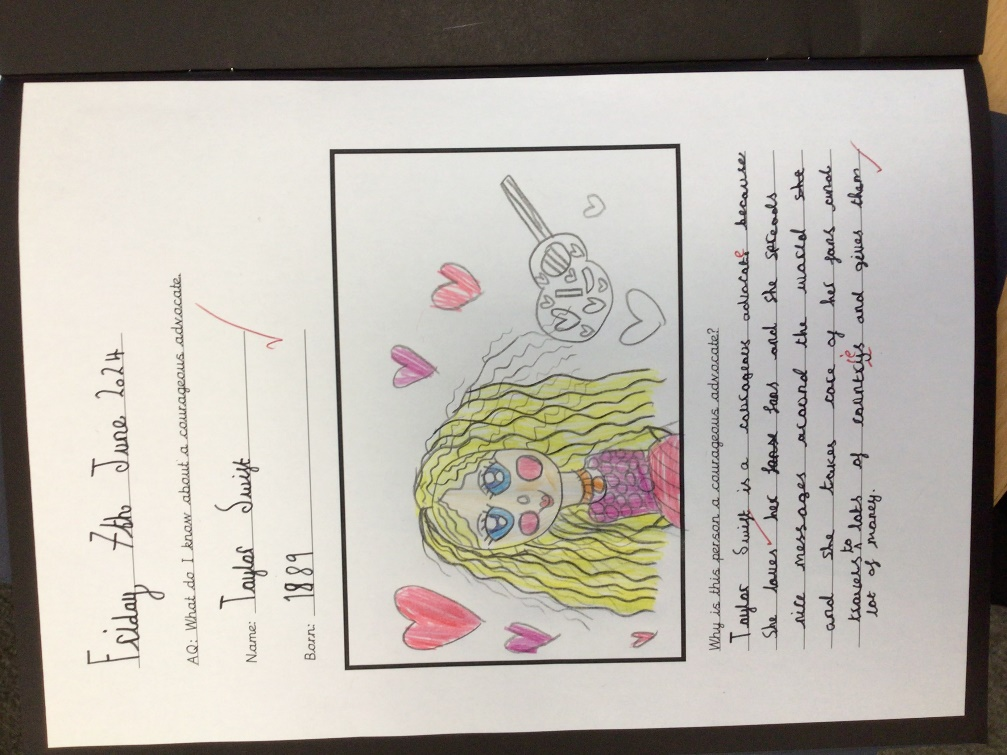 Friday 7th June 2024
AQ: What do I know about a courageous advocate.
Name: Taylor Swift
Born: 1889
Why is this person a courageous advocate?
Taylor Swift is a courageous advocate because
She loves her fans and she spreads
nice messages around the world she
and she takes care of her fans and
travels to lots of countries and gives them
lot of money.